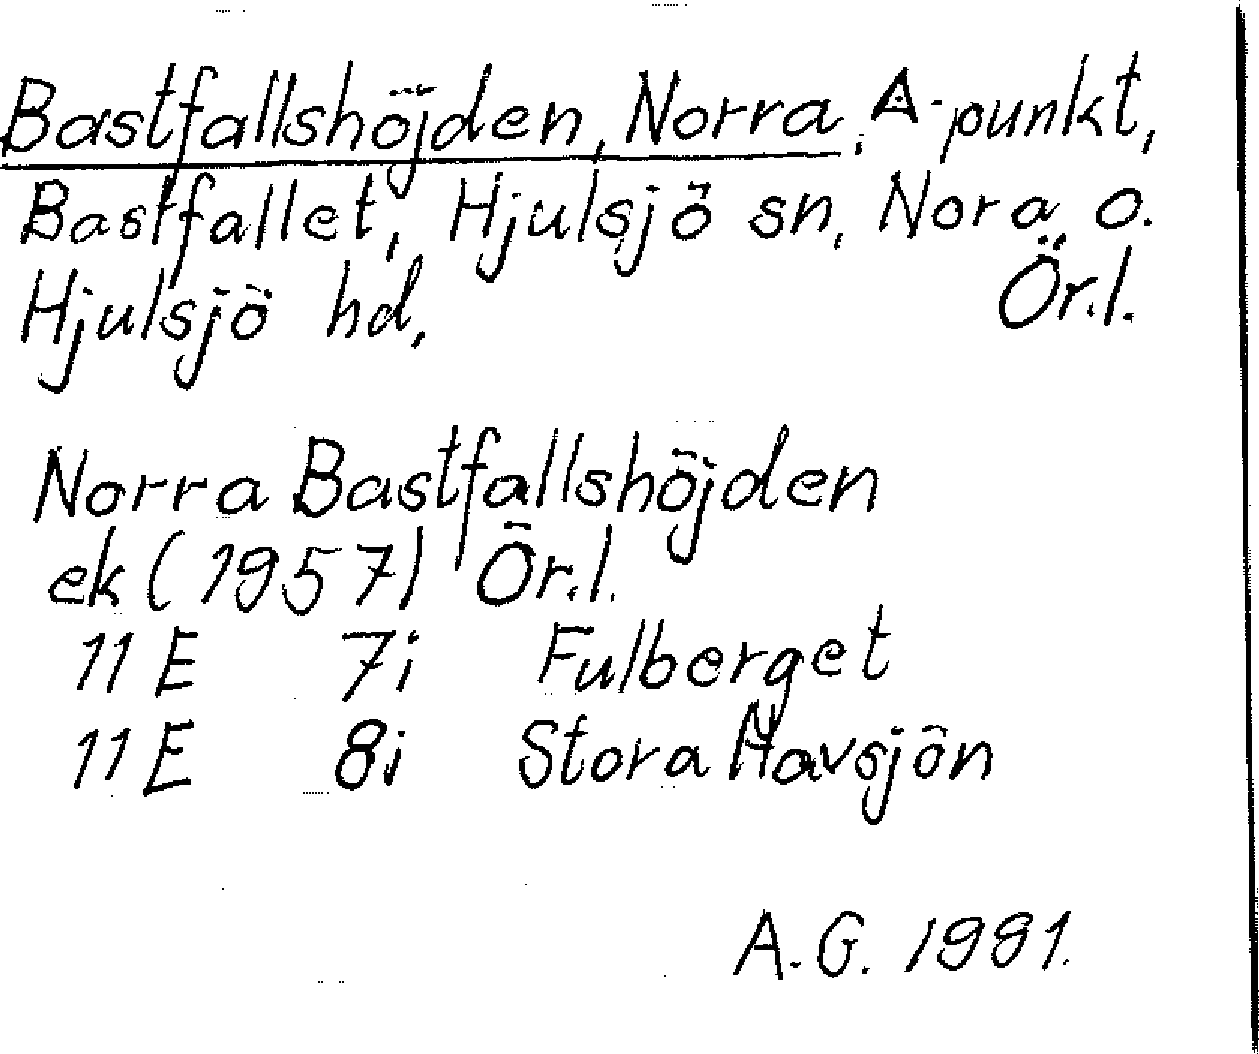 Bastfallshöjden, Norra, A-punkt,
Bastfallet, Hjulsjö sn, Nora o.
Hjulsjö hd, Ör.l.
Norra Bastfallshöjden
ek (1957) Ör.l.
11 E 7i Fulberget
11 E 8i Stora Havsjön
A.G. 1981.